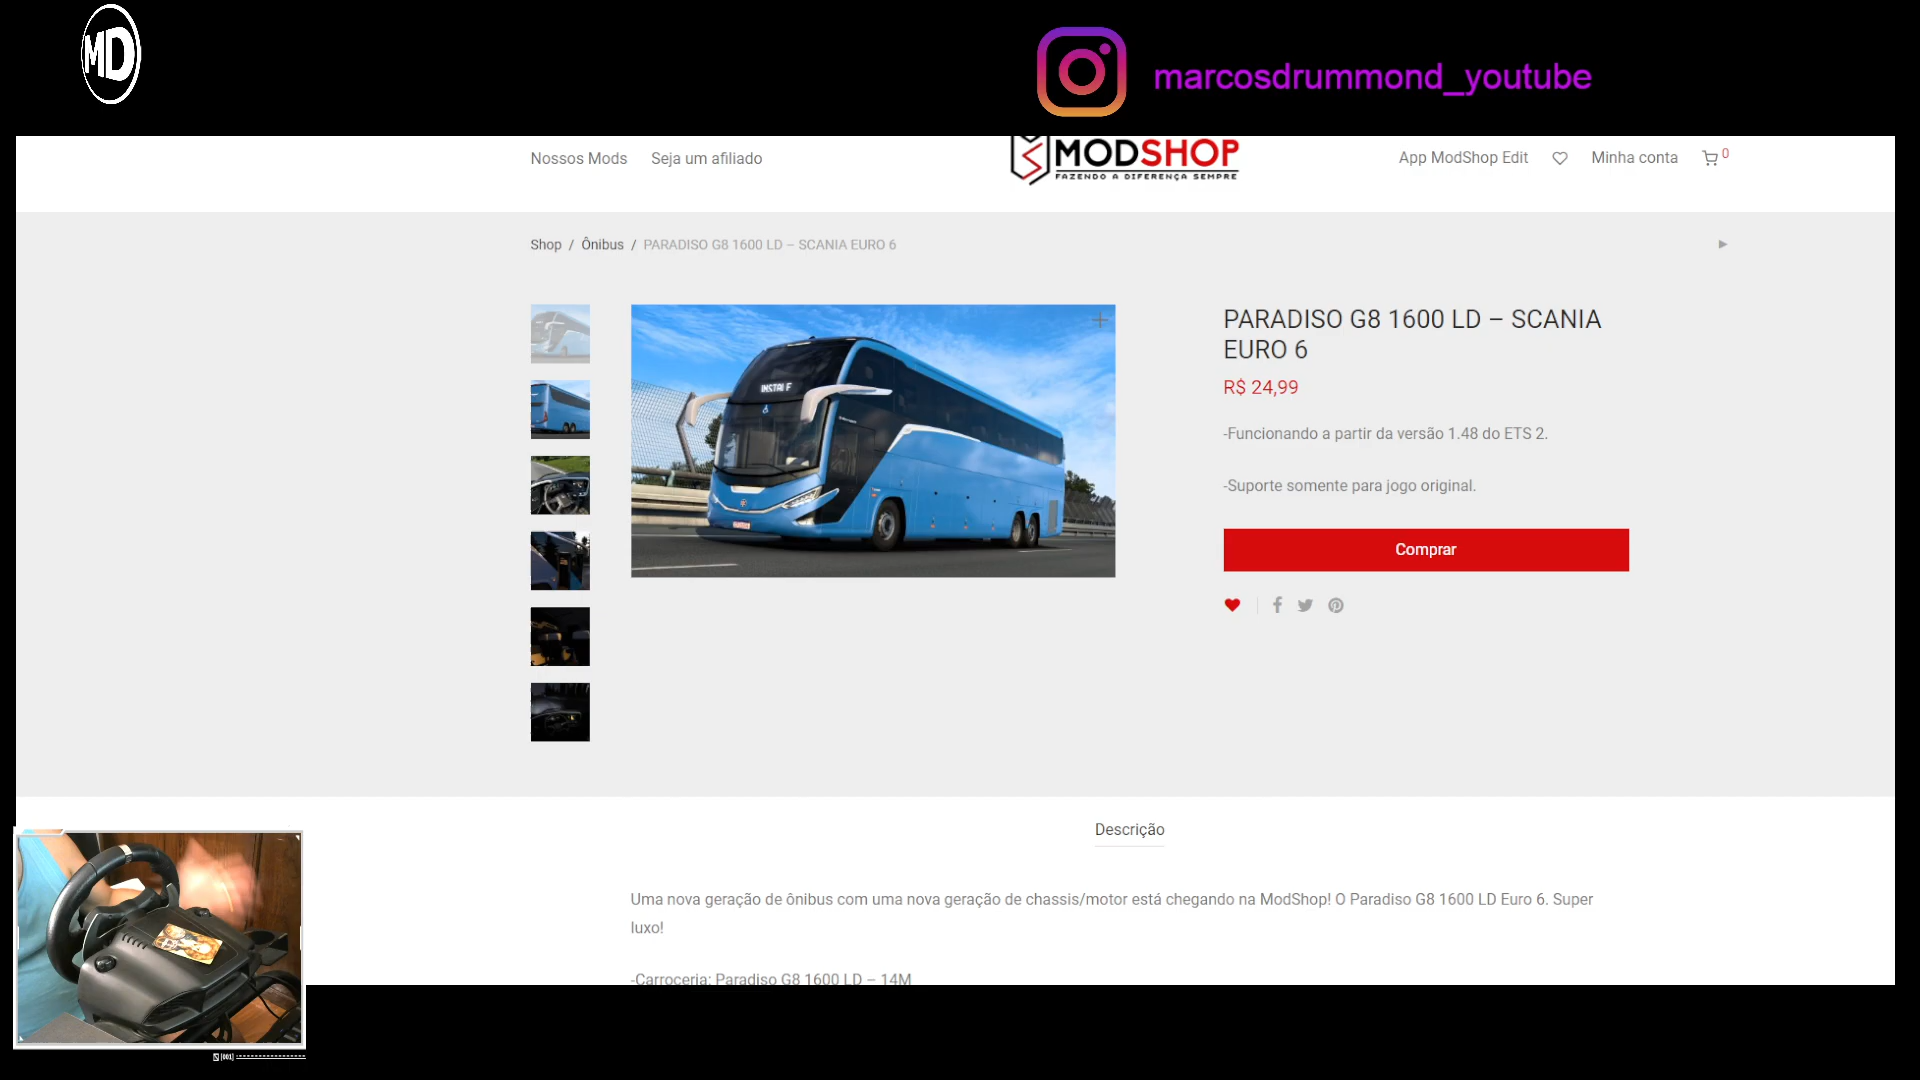 MD
marcosdrummond_youtube
Nossos Mods
Seja um afiliado
MODSHOP
FAZENDO A DIFERENÇA SEMPRE
App ModShop Edit
Minha conta
0
Shop / Ônibus / PARADISO G8 1600 LD – SCANIA EURO 6
PARADISO G8 1600 LD – SCANIA
EURO 6
R$ 24,99
-Funcionando a partir da versão 1.48 do ETS 2.
-Suporte somente para jogo original.
Comprar
Descrição
Uma nova geração de ônibus com uma nova geração de chassis/motor está chegando na ModShop! O Paradiso G8 1600 LD Euro 6. Super
luxo!
-Carroceria: Paradiso G8 1600 LD – 14M